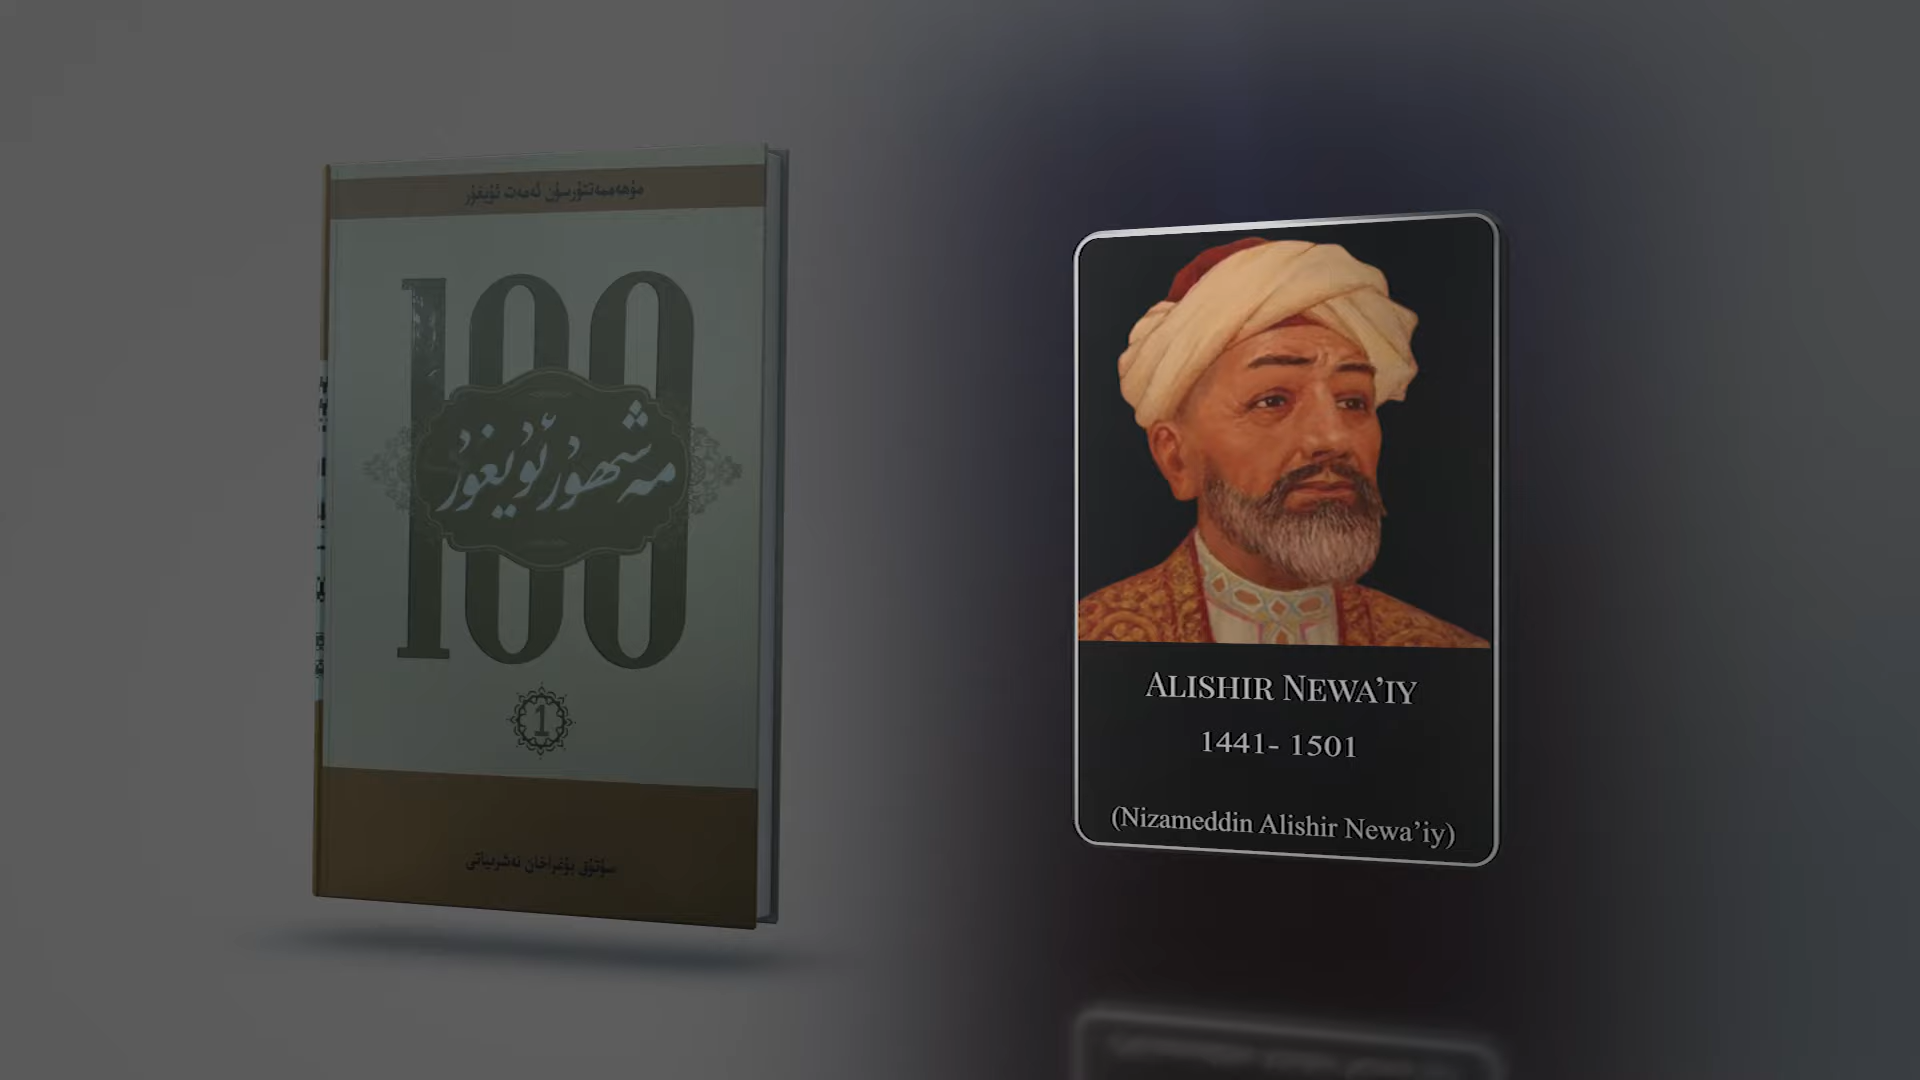 مۇھەممەتتۇرسۇن ئەمەت ئۇيغۇر
100
مەشھۇر ئۇيغۇر
1
سۇتۇق بۇغراخان نەشرىياتى
ALISHIR NEWA’IY
1441- 1501
(Nizameddin Alishir Newa’iy)